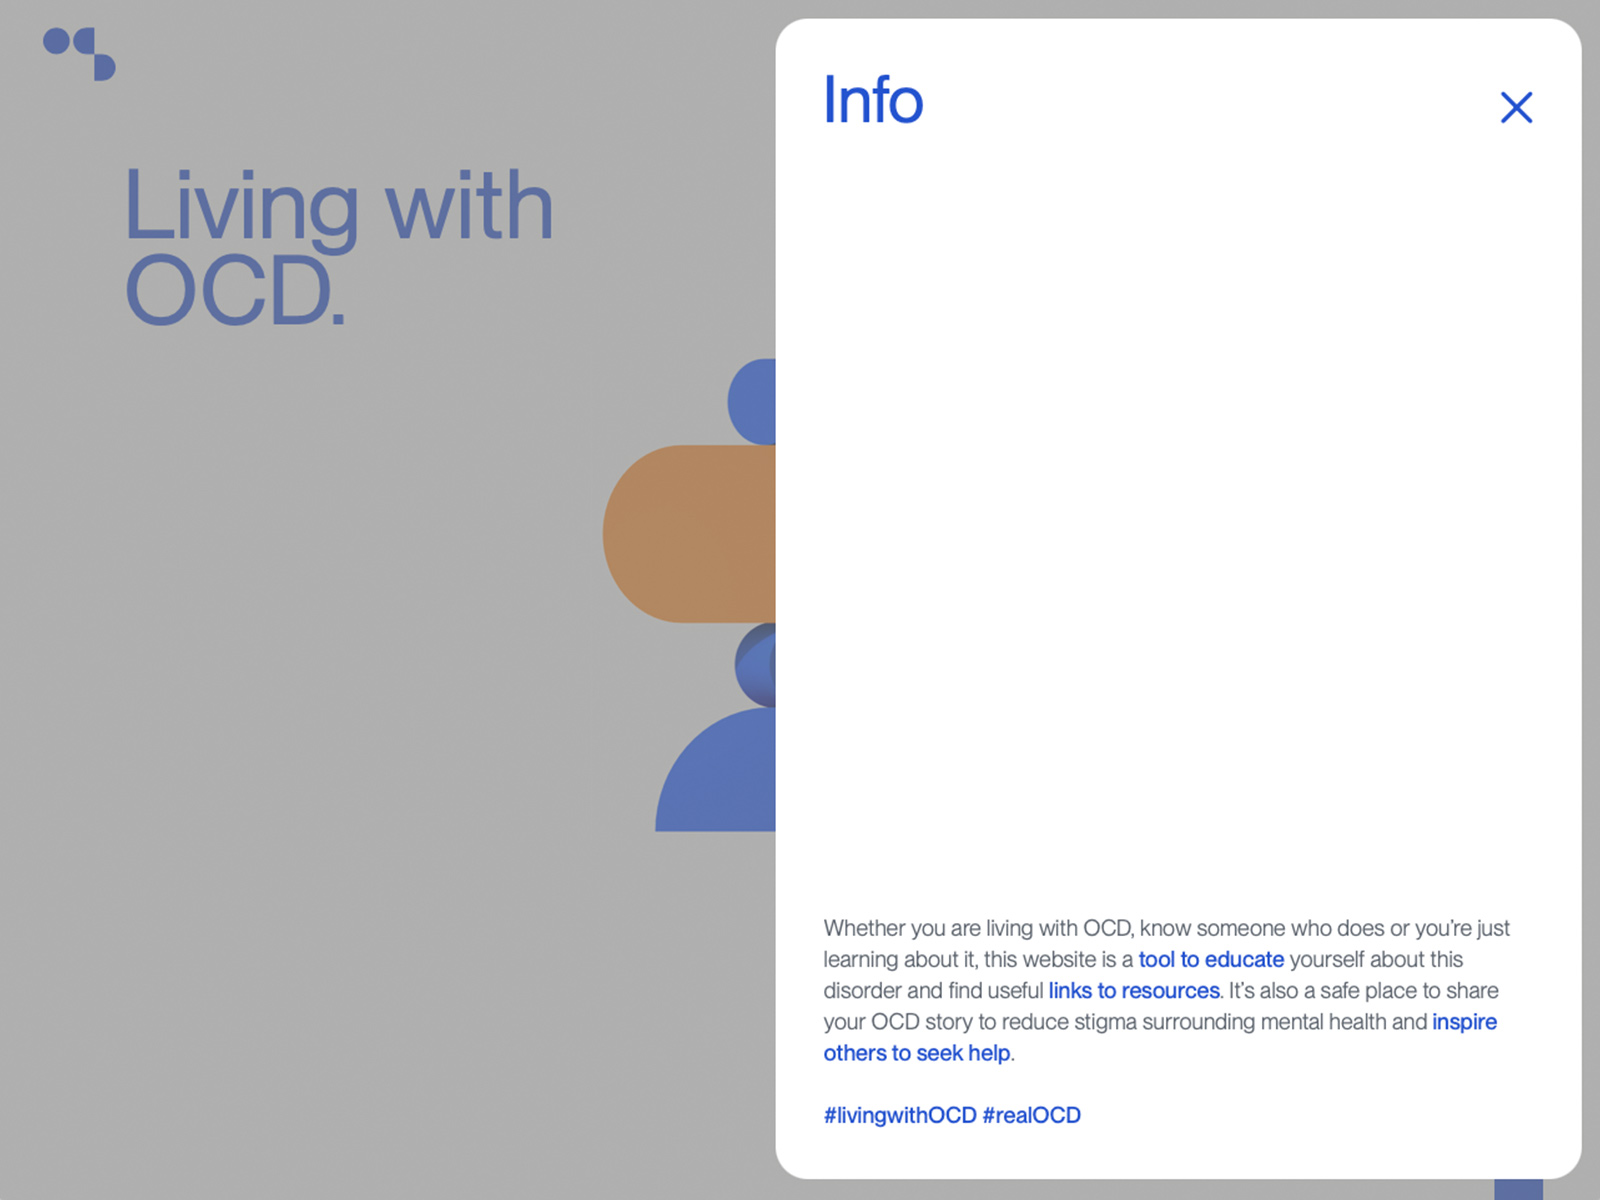 Living with
OCD.
Info
Whether you are living with OCD, know someone who does or you’re just
learning about it, this website is a tool to educate yourself about this
disorder and find useful links to resources. It’s also a safe place to share
your OCD story to reduce stigma surrounding mental health and inspire
others to seek help.
#livingwithOCD #realOCD